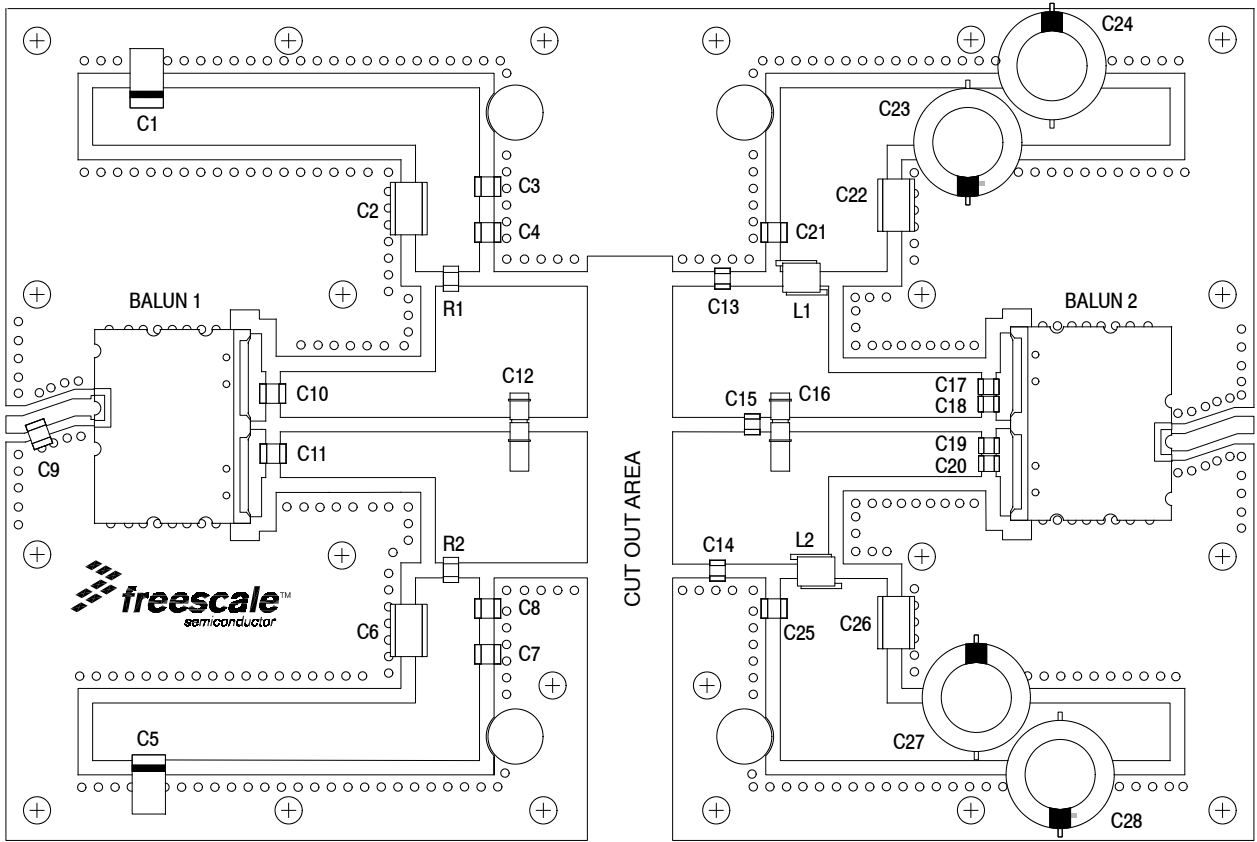 C24
C1
C23
C3
C2
C22
C4
C21
BALUN 1
R1
C13
L1
BALUN 2
C10
C12
C15
C16
C17
C18
C9
C11
C19
C20
CUT OUT AREA
R2
C14
L2
freescale™
semiconductor
C6
C8
C25
C26
C7
C5
C27
C28